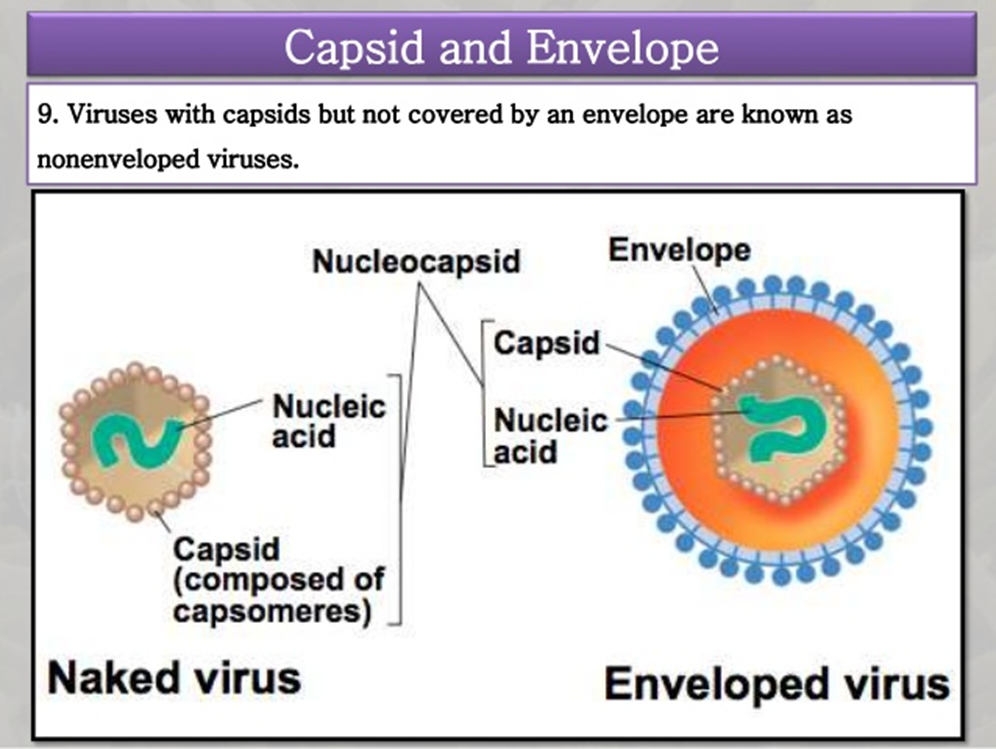 Capsid and Envelope
9. Viruses with capsids but not covered by an envelope are known as
nonenveloped viruses.
Nucleocapsid
Envelope
Capsid
Nucleic
acid
Nucleic
acid
Capsid
(composed of
capsomeres)
Naked virus
Enveloped virus